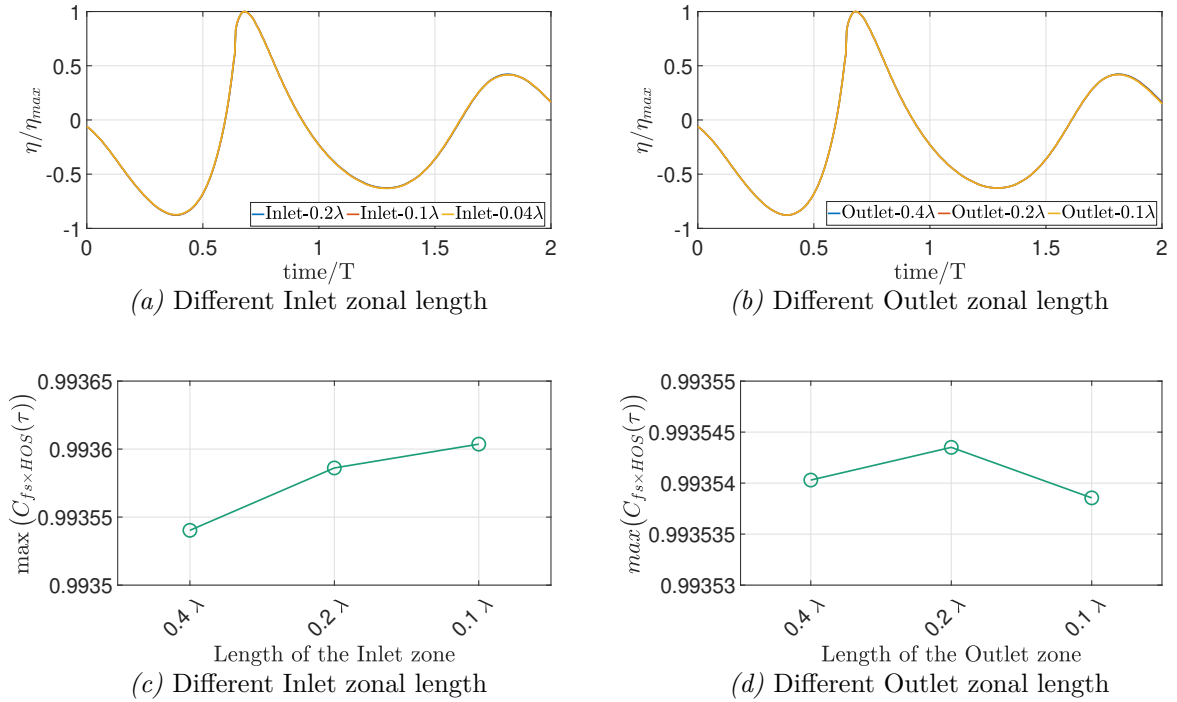 1
0.5
0
-0.5
-1
η/η_max
Inlet-0.2λ Inlet-0.1λ Inlet-0.04λ
0 0.5 1 1.5 2
time/T
(a) Different Inlet zonal length
1
0.5
0
-0.5
-1
η/η_max
Outlet-0.4λ Outlet-0.2λ Outlet-0.1λ
0 0.5 1 1.5 2
time/T
(b) Different Outlet zonal length
0.99365
0.9936
0.99355
0.9935
max (C_fs×HOS(τ))
0.4 λ 0.2 λ 0.1 λ
Length of the Inlet zone
(c) Different Inlet zonal length
0.99355
0.993545
0.99354
0.993535
0.99353
max(C_fs×HOS(τ))
0.4 λ 0.2 λ 0.1 λ
Length of the Outlet zone
(d) Different Outlet zonal length